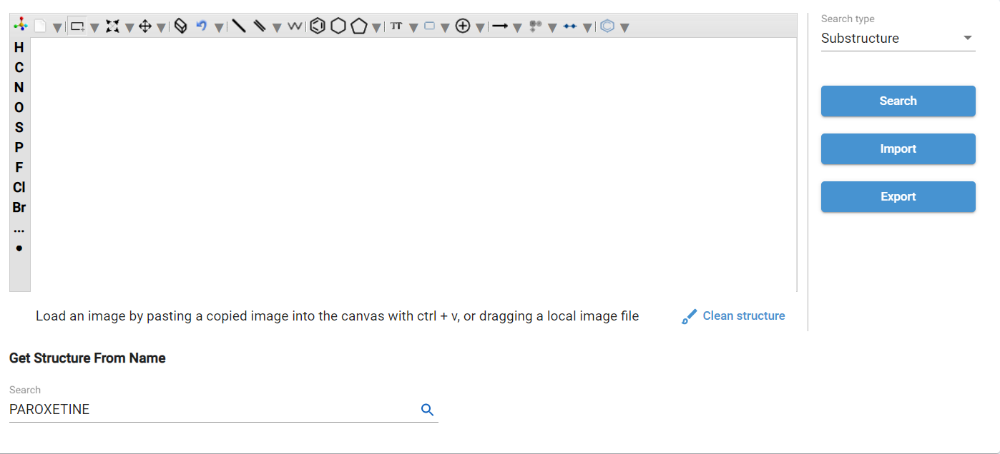 TT
Search type
Substructure
H
C
N
O
S
P
F
Cl
Br
...
Search
Import
Export
Load an image by pasting a copied image into the canvas with ctrl + v, or dragging a local image file
Clean structure
Get Structure From Name
Search
PAROXETINE